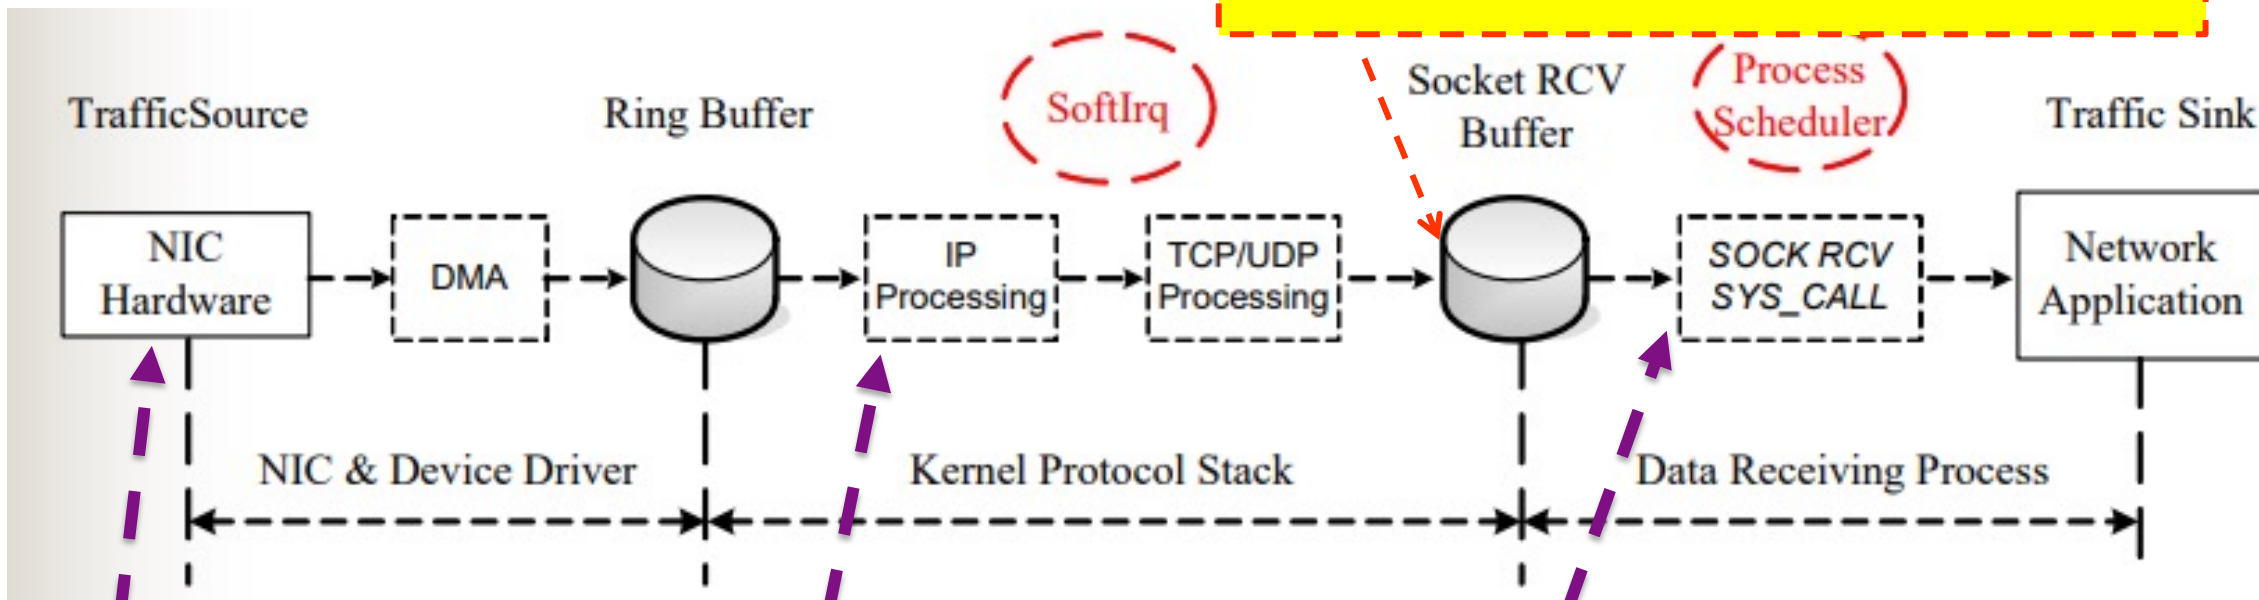 TrafficSource
Ring Buffer
SoftIrq
Socket RCV
Buffer
Process
Scheduler
Traffic Sink
NIC
Hardware
DMA
IP
Processing
TCP/UDP
Processing
SOCK RCV
SYS_CALL
Network
Application
NIC & Device Driver
Kernel Protocol Stack
Data Receiving Process